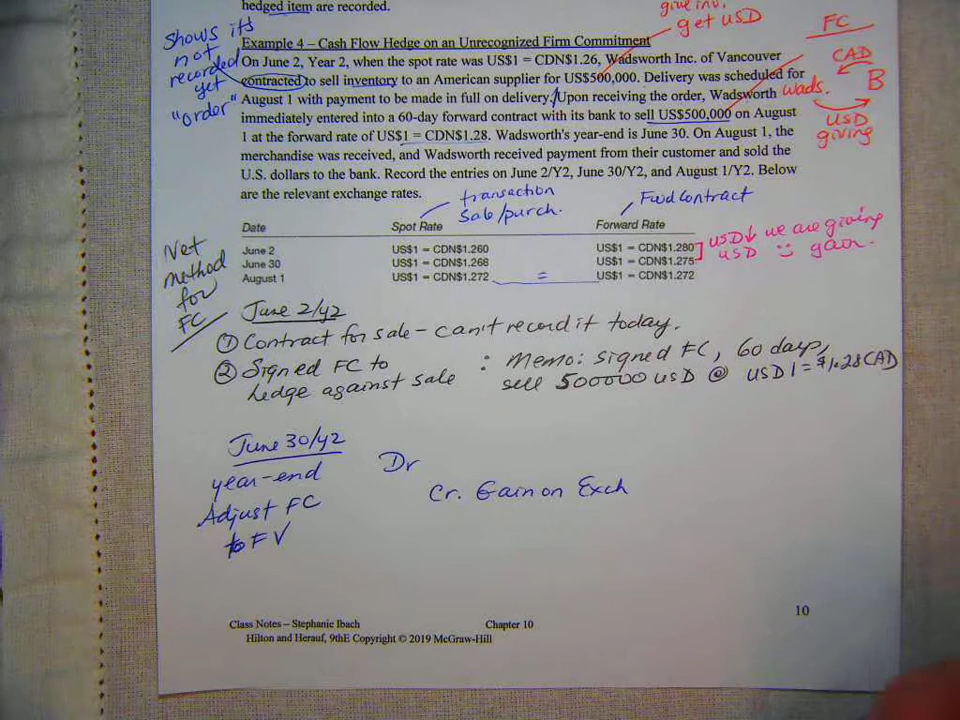 hedged item are recorded.
give inv.
get USD
FC
CAD
B
wads.
USD
giving
Shows its
not
recorded
yet
"order"
Example 4 – Cash Flow Hedge on an Unrecognized Firm Commitment
On June 2, Year 2, when the spot rate was US$1 = CDN$1.26, Wadsworth Inc. of Vancouver
contracted to sell inventory to an American supplier for US$500,000. Delivery was scheduled for
August 1 with payment to be made in full on delivery. Upon receiving the order, Wadsworth
immediately entered into a 60-day forward contract with its bank to sell US$500,000 on August
1 at the forward rate of US$1 = CDN$1.28. Wadsworth's year-end is June 30. On August 1, the
merchandise was received, and Wadsworth received payment from their customer and sold the
U.S. dollars to the bank. Record the entries on June 2/Y2, June 30/Y2, and August 1/Y2. Below
are the relevant exchange rates.
transaction
Sale/purch.
Fwd Contract
Date Spot Rate Forward Rate
June 2 US$1 = CDN$1.260 US$1 = CDN$1.280
June 30 US$1 = CDN$1.268 US$1 = CDN$1.275
August 1 US$1 = CDN$1.272 = US$1 = CDN$1.272
USD↓ we are giving
USD :) gain.
Net
method
for
FC
June 2/Y2
① Contract for sale – can't record it today.
② Signed FC to
hedge against sale
: Memo: signed FC, 60 days,
sell 500000 USD @ USD1 = $1.28CAD
June 30/Y2
year-end
Adjust FC
to FV
Dr
Cr. Gain on Exch
10
Class Notes – Stephanie Ibach Chapter 10
Hilton and Herauf, 9thE Copyright © 2019 McGraw-Hill